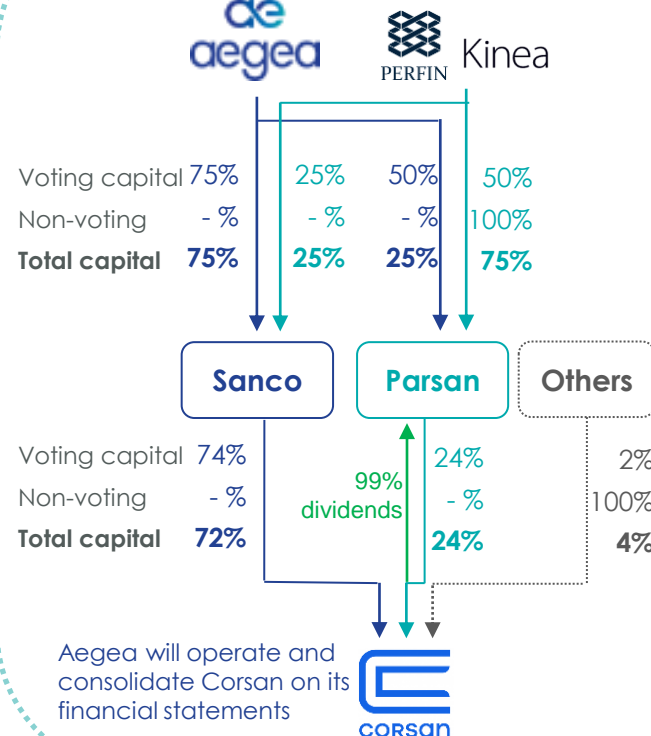 ae
aegea
PERFIN
Kinea
Voting capital 75% 25% 50% 50%
Non-voting - % - % - % 100%
Total capital 75% 25% 25% 75%
Sanco
Parsan
Others
Voting capital 74% 24% 2%
Non-voting - % - % 100%
Total capital 72% 24% 4%
99%
dividends
Aegea will operate and
consolidate Corsan on its
financial statements
corsan